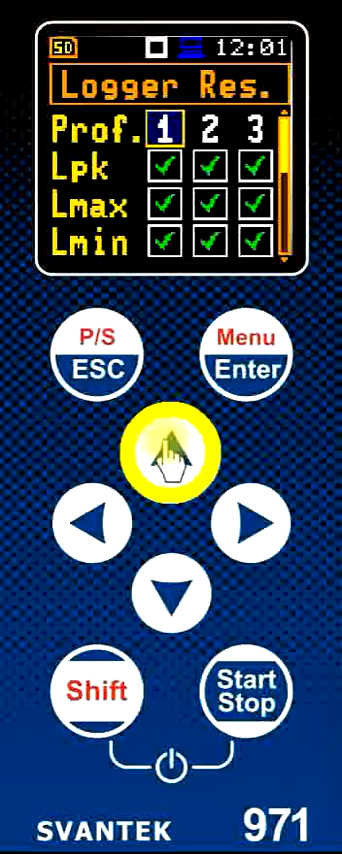 SD 12:01
Logger Res.
Prof. 1 2 3
Lpk
Lmax
Lmin
P/S Menu
ESC Enter
Shift Start
Stop
SVANTEK 971